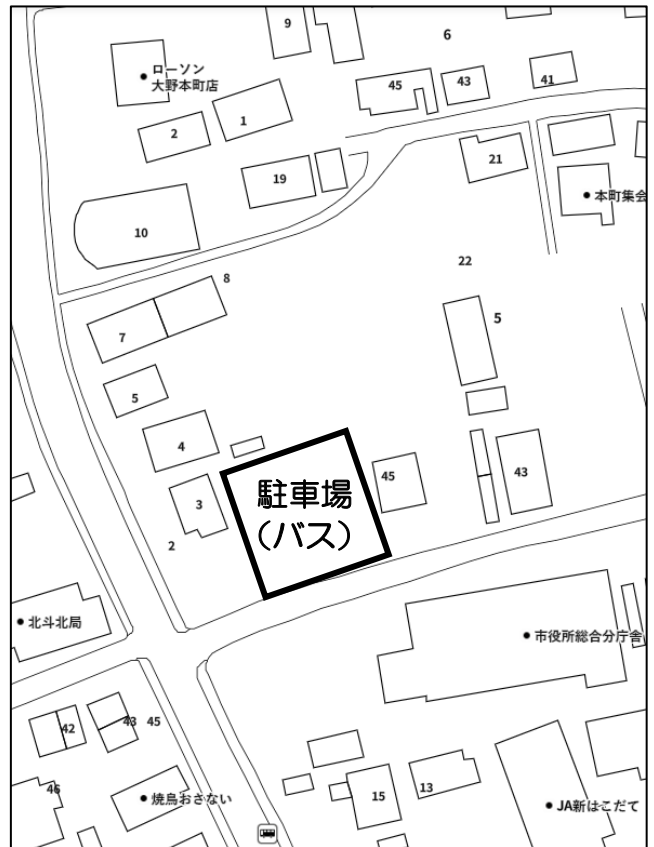 9
6
ローソン
大野本町店
45
43
41
1
2
21
19
本町集会
10
22
8
5
7
5
4
45
43
駐車場
(バス)
3
2
北斗北局
市役所総合分庁舎
42
43
45
46
焼鳥おさない
15
13
JA新はこだて